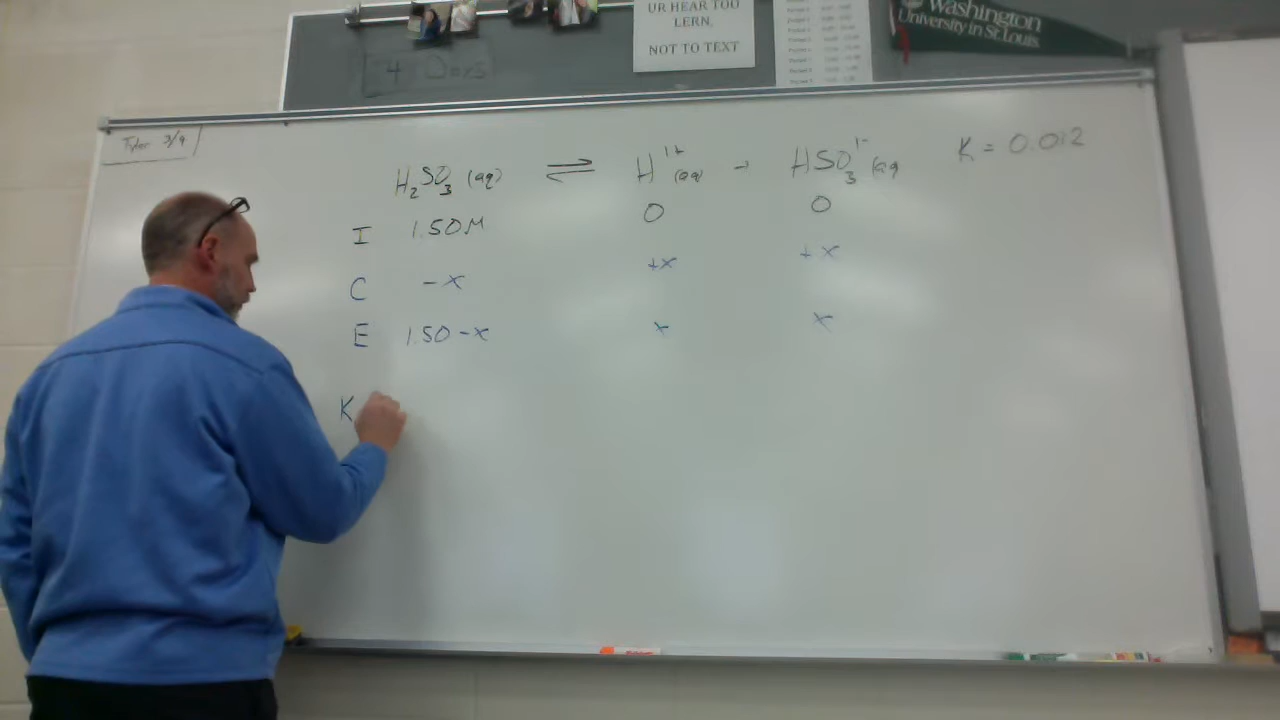 UR HEAR TOO
LERN,
NOT TO TEXT
Washington
University in St. Louis
Tyler 3/9
H₂SO₃ (aq) ⇌ H¹⁺ (aq) + HSO₃¹⁻ (aq K = 0.012
I 1.50M 0 0
C -x +x +x
E 1.50-x x x
K